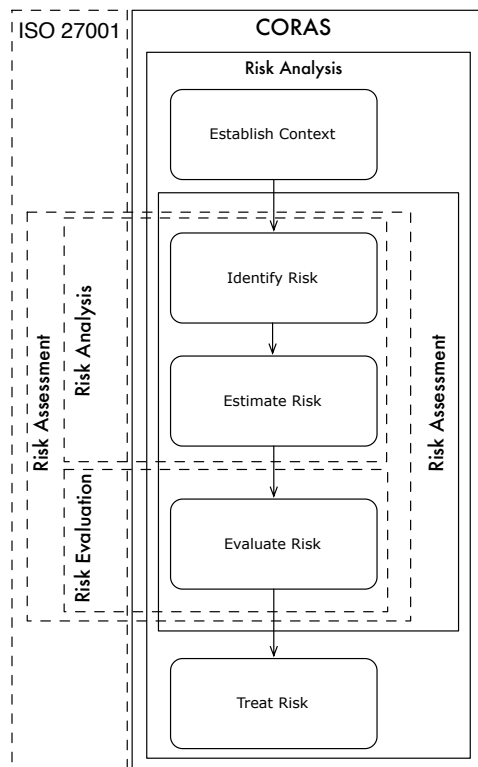 ISO 27001
CORAS
Risk Analysis
Establish Context
Identify Risk
Risk Analysis
Risk Assessment
Estimate Risk
Risk Assessment
Risk Evaluation
Evaluate Risk
Treat Risk